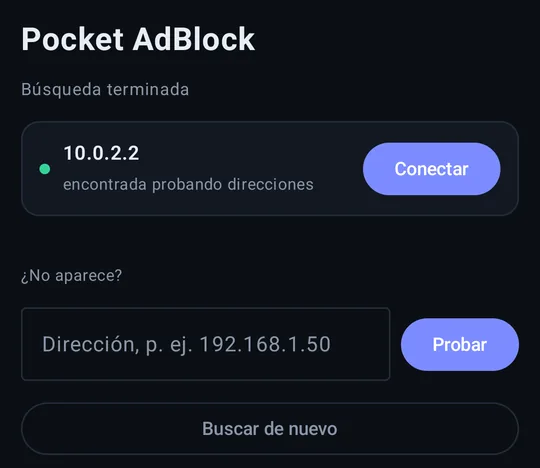 Pocket AdBlock
Búsqueda terminada
10.0.2.2
encontrada probando direcciones
Conectar
¿No aparece?
Dirección, p. ej. 192.168.1.50
Probar
Buscar de nuevo